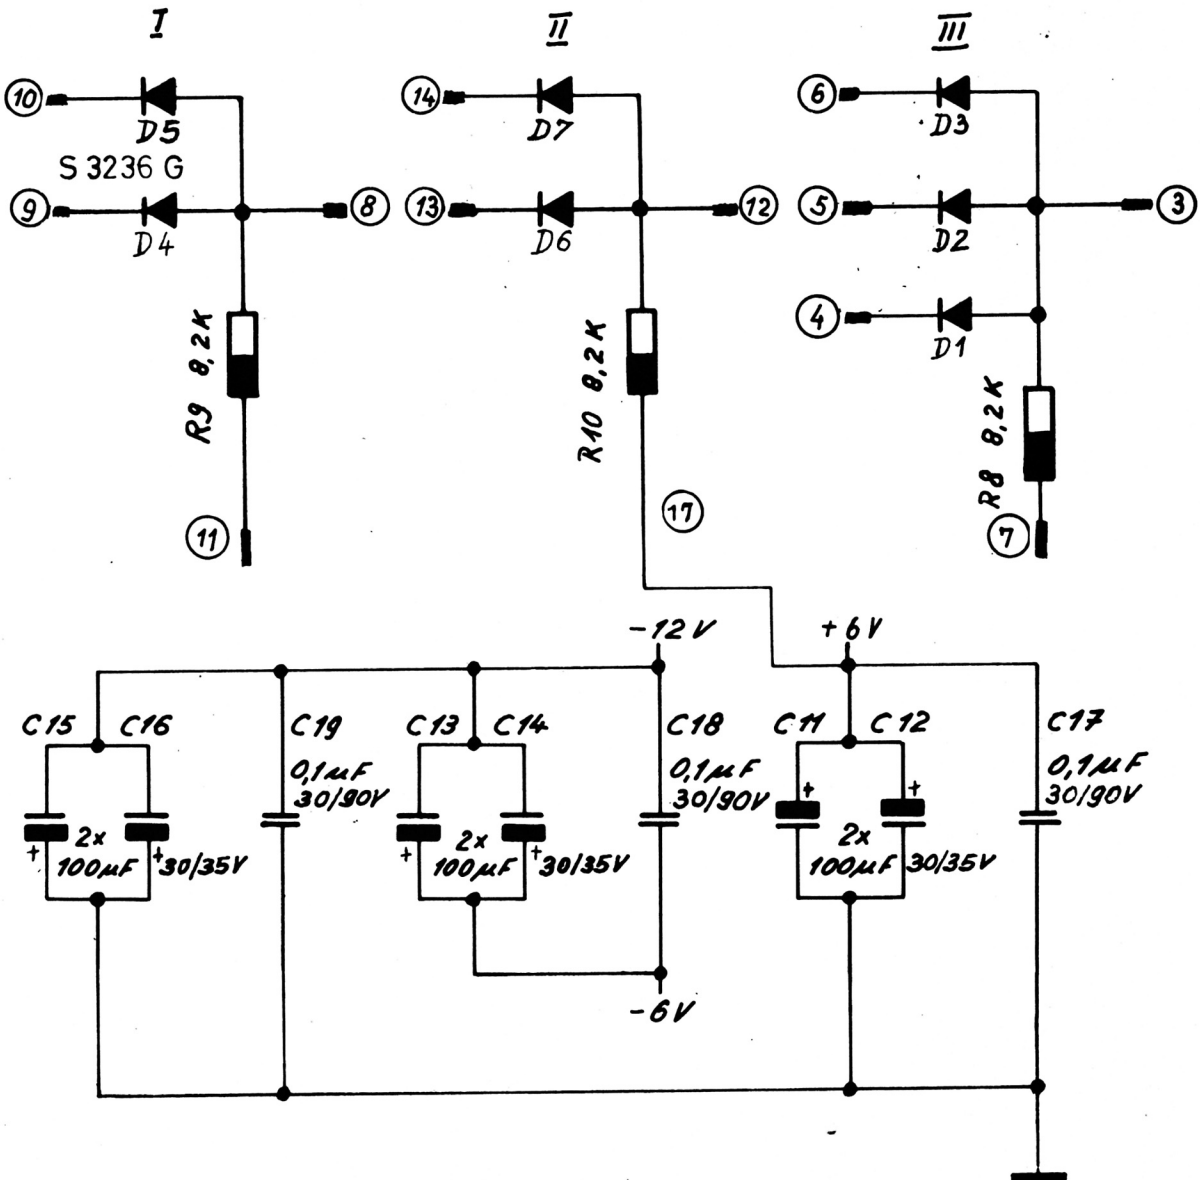 I
II
III
10
D5
14
D7
6
D3
S 3236 G
9
D4
8
13
D6
12
5
D2
3
4
D1
R9 8,2K
R10 8,2K
R8 8,2K
11
17
7
-12V
+6V
C15 C16
C19
C13 C14
C18
C11 C12
C17
0,1µF
30/90V
0,1µF
30/90V
0,1µF
30/90V
+ +
2x
100µF 30/35V
+ +
2x
100µF 30/35V
+ +
2x
100µF 30/35V
-6V